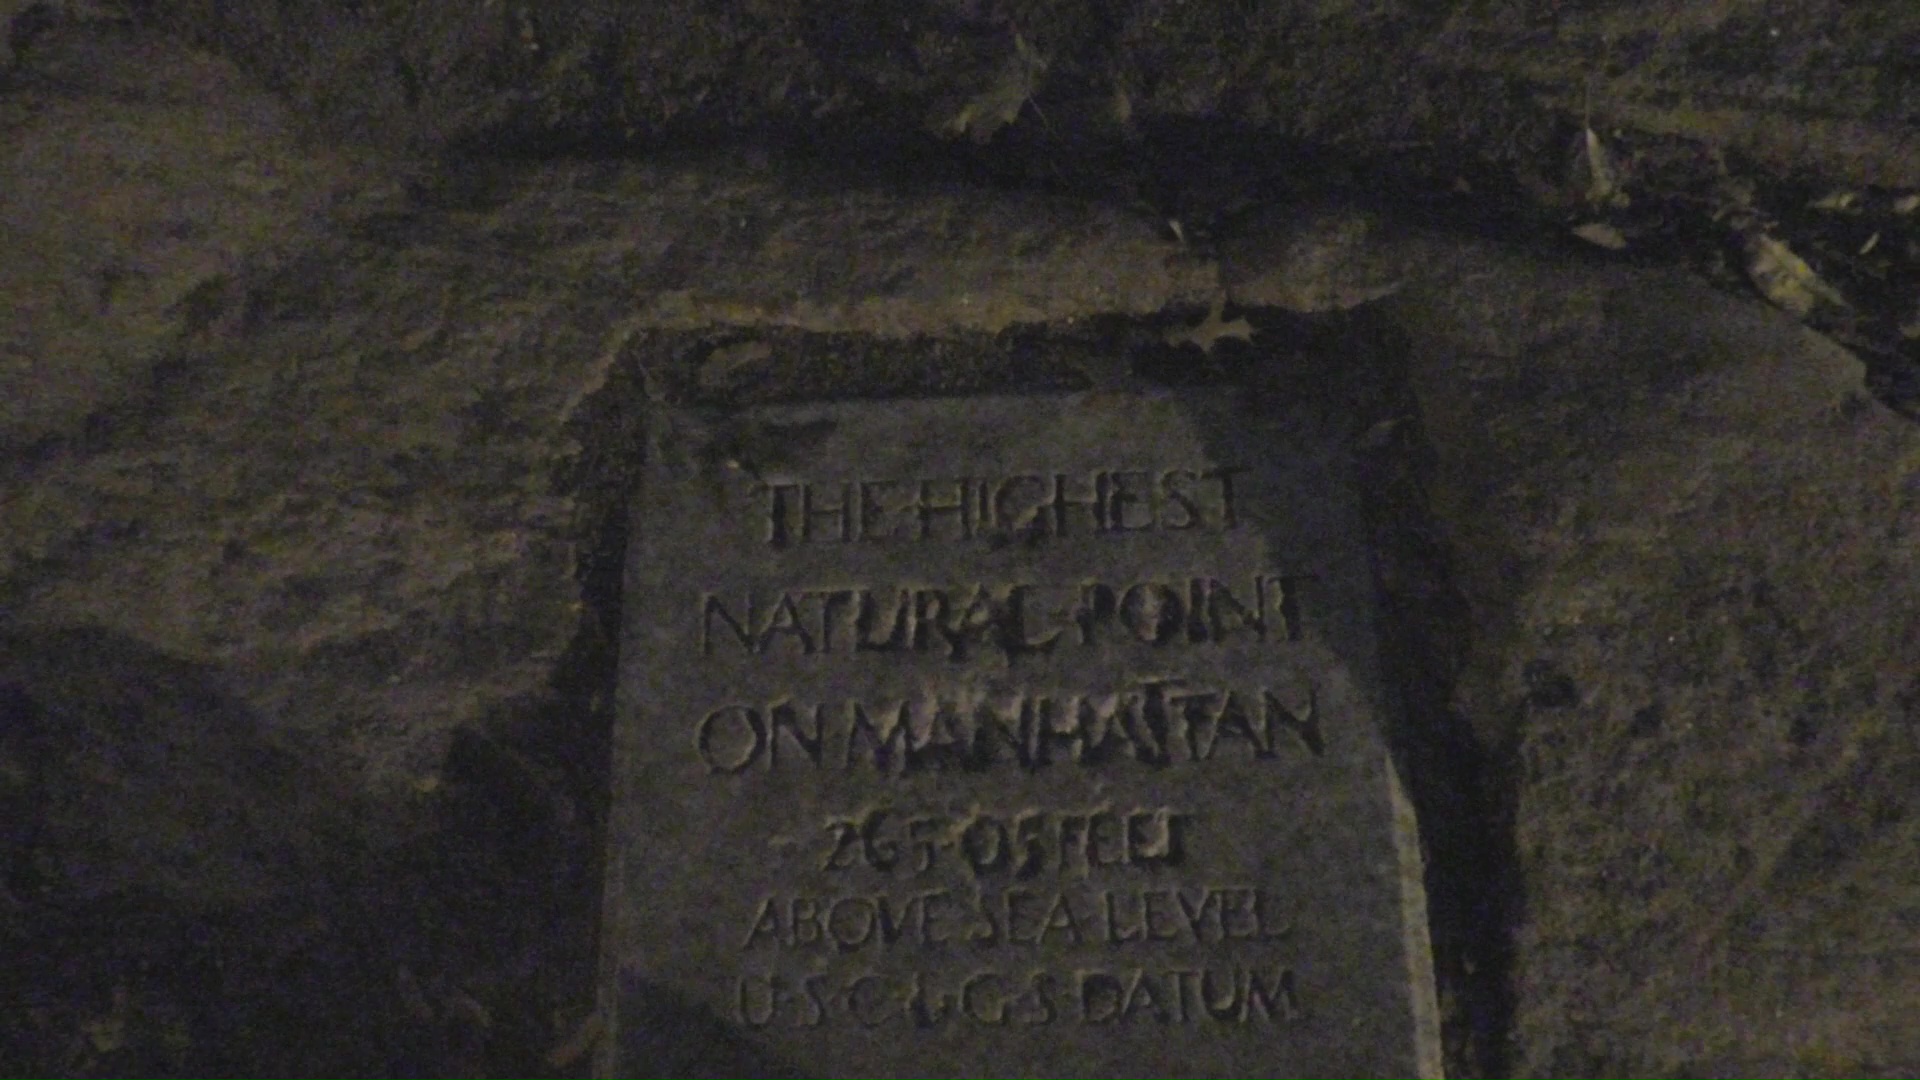 THE HIGHEST
NATURAL·POINT
ON·MANHATTAN
265·05 FEET
ABOVE SEA·LEVEL
U·S·C·&·G·S·DATUM